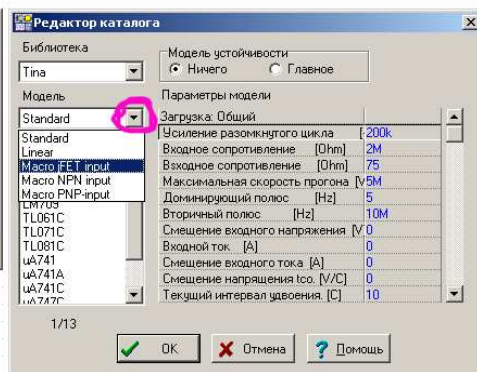 Редактор каталога
Библиотека
Tina
Модель устойчивости
Ничего
Главное
Модель
Standard
Standard
Linear
Macro jFET input
Macro NPN input
Macro PNP-input
LM709
TL061C
TL071C
TL081C
uA741
uA741A
uA741C
uA747C
1/13
Параметры модели
Загрузка: Общий
Усиление разомкнутого цикла [ 200k
Входное сопротивление [Ohm] 2M
Взходное сопротивление [Ohm] 75
Максимальная скорость прогона [V 5M
Доминирующий полюс [Hz] 5
Вторичный полюс [Hz] 10M
Смещение входного напряжения [V 0
Входной ток [A] 0
Смещение входного тока [A] 0
Смещение напрящения tco. [V/C] 0
Текущий интервал удвоения. [C] 10
OK
Отмена
Помощь